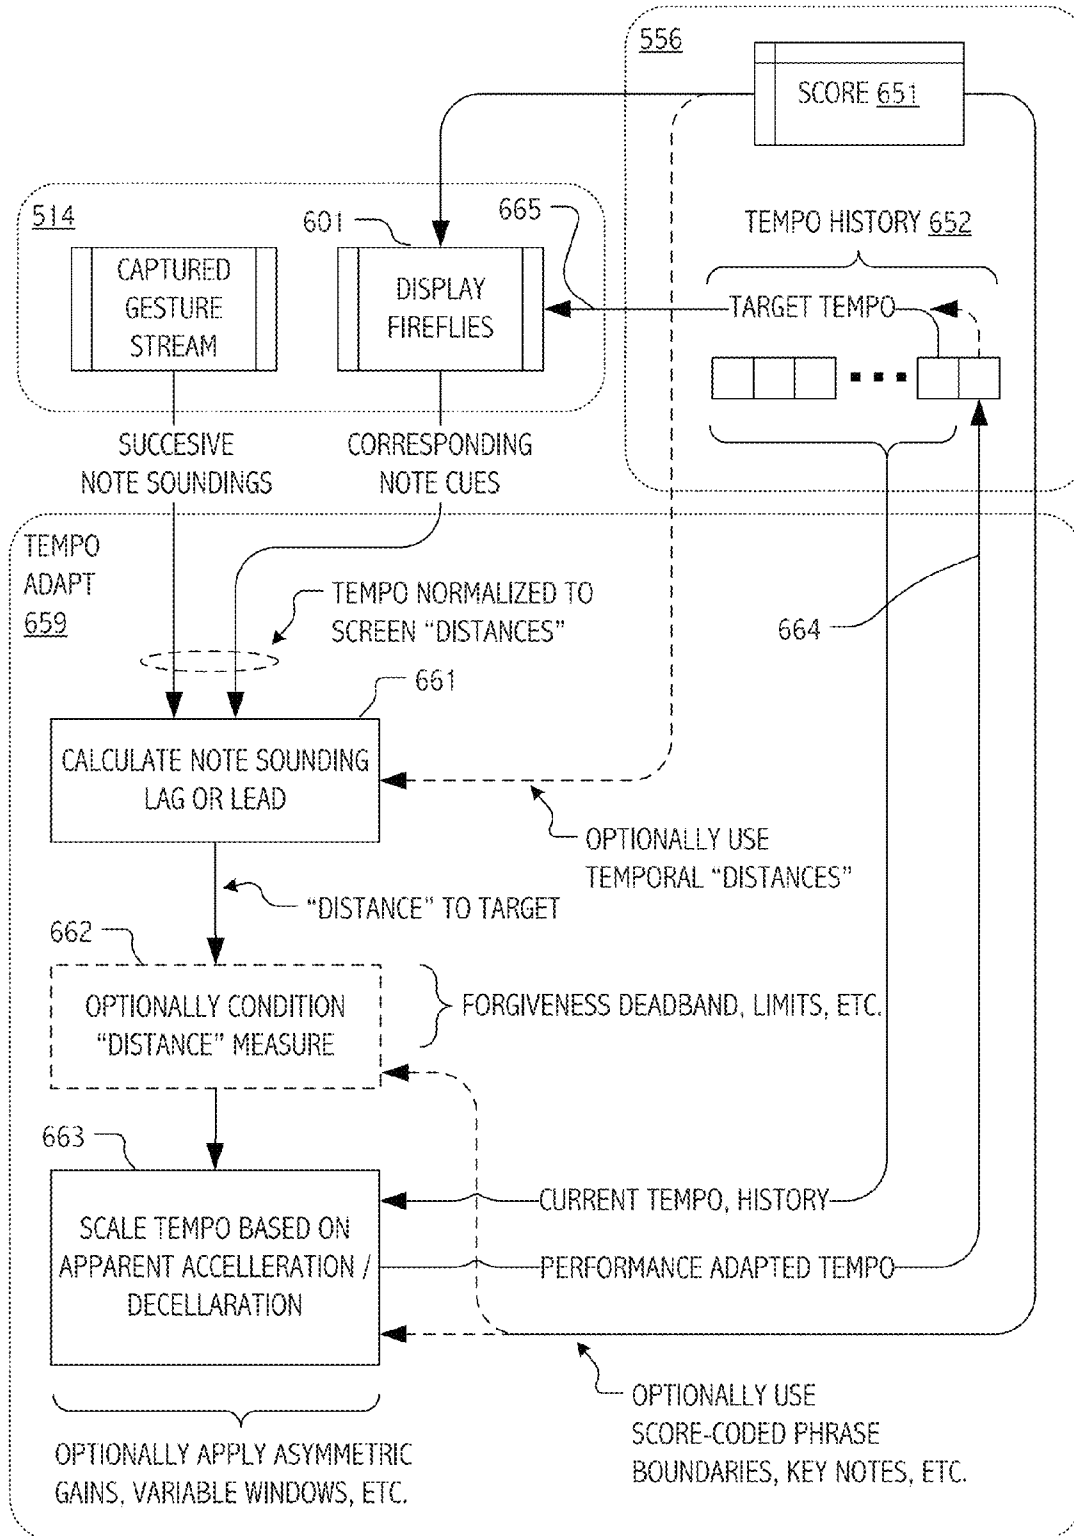 556
SCORE 651
514
601
665
TEMPO HISTORY 652
CAPTURED
GESTURE
STREAM
DISPLAY
FIREFLIES
TARGET TEMPO
SUCCESIVE
NOTE SOUNDINGS
CORRESPONDING
NOTE CUES
TEMPO
ADAPT
659
TEMPO NORMALIZED TO
SCREEN “DISTANCES”
664
661
CALCULATE NOTE SOUNDING
LAG OR LEAD
OPTIONALLY USE
TEMPORAL “DISTANCES”
“DISTANCE” TO TARGET
662
OPTIONALLY CONDITION
“DISTANCE” MEASURE
FORGIVENESS DEADBAND, LIMITS, ETC.
663
SCALE TEMPO BASED ON
APPARENT ACCELLERATION /
DECELLARATION
CURRENT TEMPO, HISTORY
PERFORMANCE ADAPTED TEMPO
OPTIONALLY USE
SCORE-CODED PHRASE
BOUNDARIES, KEY NOTES, ETC.
OPTIONALLY APPLY ASYMMETRIC
GAINS, VARIABLE WINDOWS, ETC.